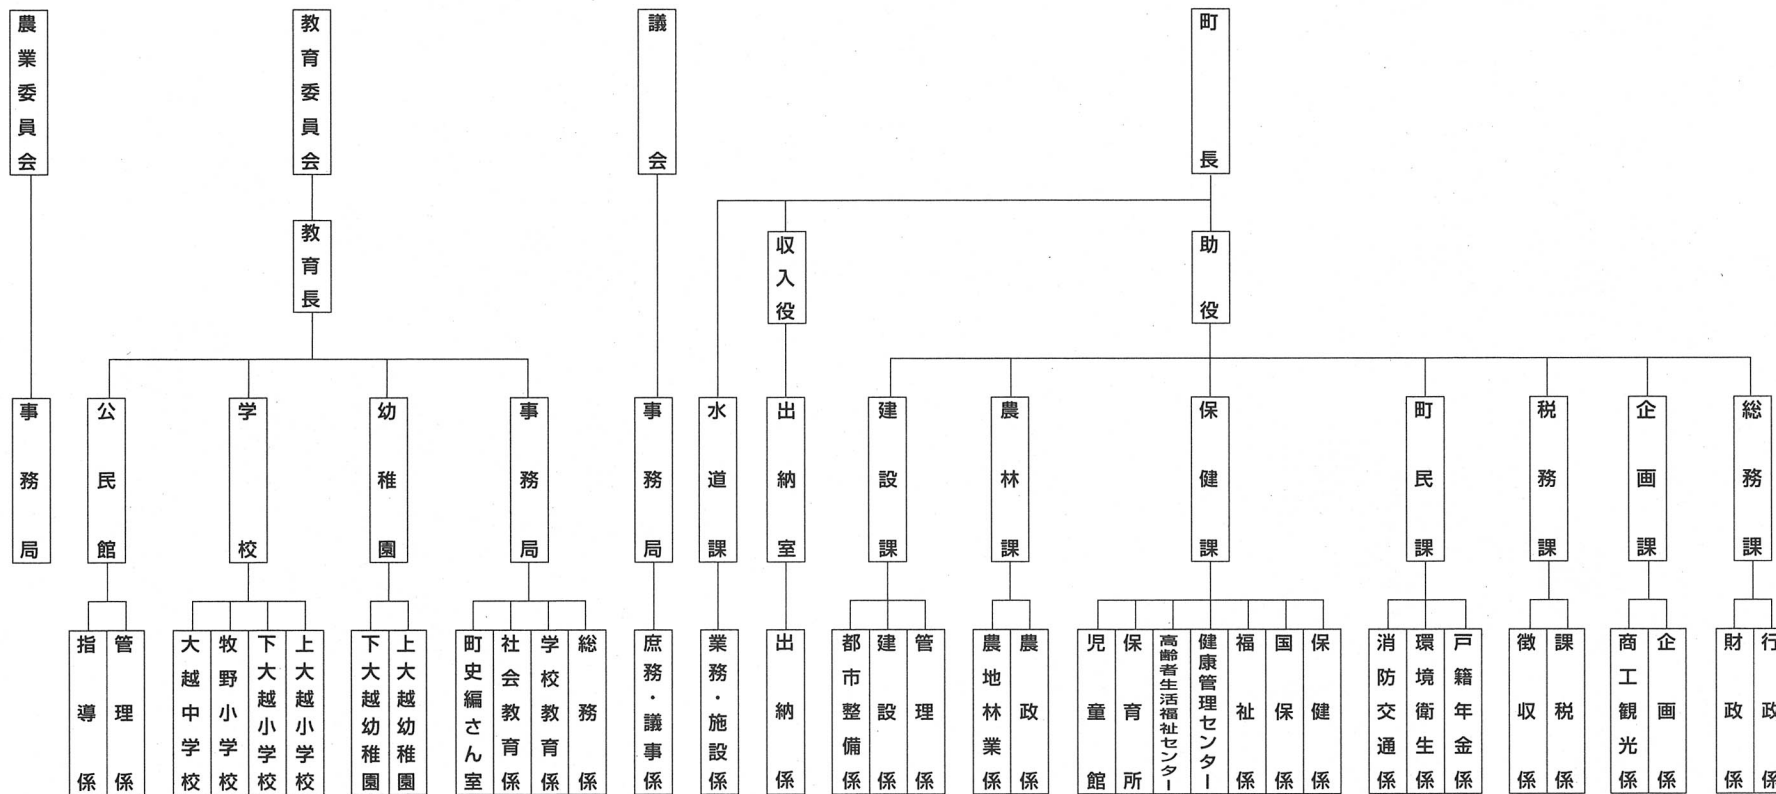 町長
議会
教育委員会
農業委員会
助役
収入役
教育長
総務課
企画課
税務課
町民課
保健課
農林課
建設課
出納室
水道課
事務局
事務局
幼稚園
学校
公民館
事務局
行政係
財政係
企画係
商工観光係
課税係
徴収係
戸籍年金係
環境衛生係
消防交通係
保健係
国保係
福祉係
健康管理センター
高齢者生活福祉センター
保育所
児童館
農政係
農地林業係
管理係
建設係
都市整備係
出納係
業務・施設係
庶務・議事係
総務係
学校教育係
社会教育係
町史編さん室
上大越幼稚園
下大越幼稚園
上大越小学校
下大越小学校
牧野小学校
大越中学校
管理係
指導係